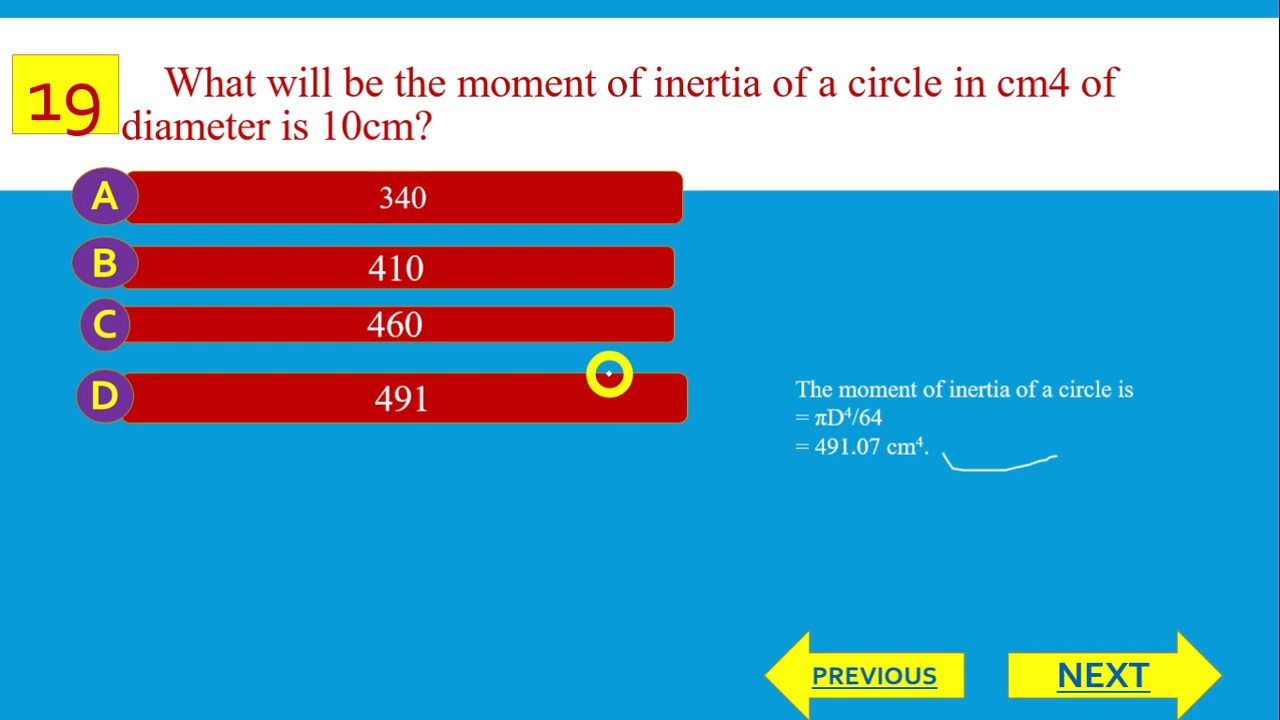 19
What will be the moment of inertia of a circle in cm4 of
diameter is 10cm?
A 340
B 410
C 460
D 491
The moment of inertia of a circle is
= πD⁴/64
= 491.07 cm⁴.
PREVIOUS
NEXT